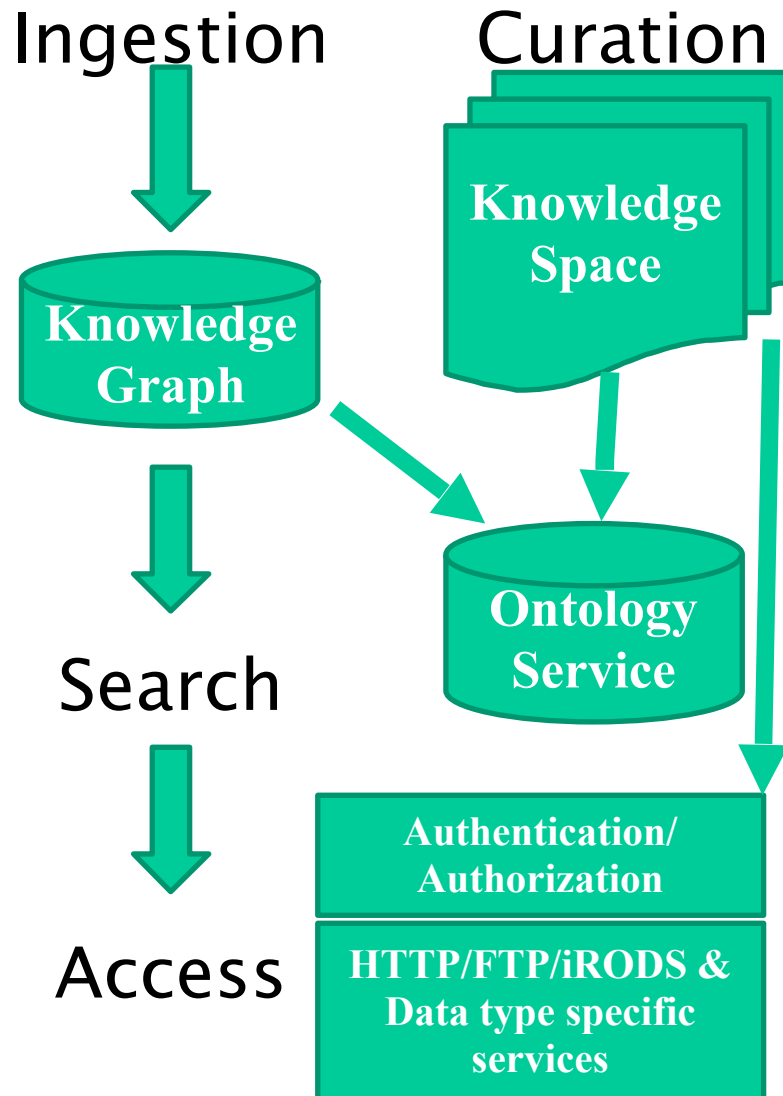 Ingestion
Curation
Knowledge
Space
Knowledge
Graph
Ontology
Service
Search
Authentication/
Authorization
Access
HTTP/FTP/iRODS &
Data type specific
services